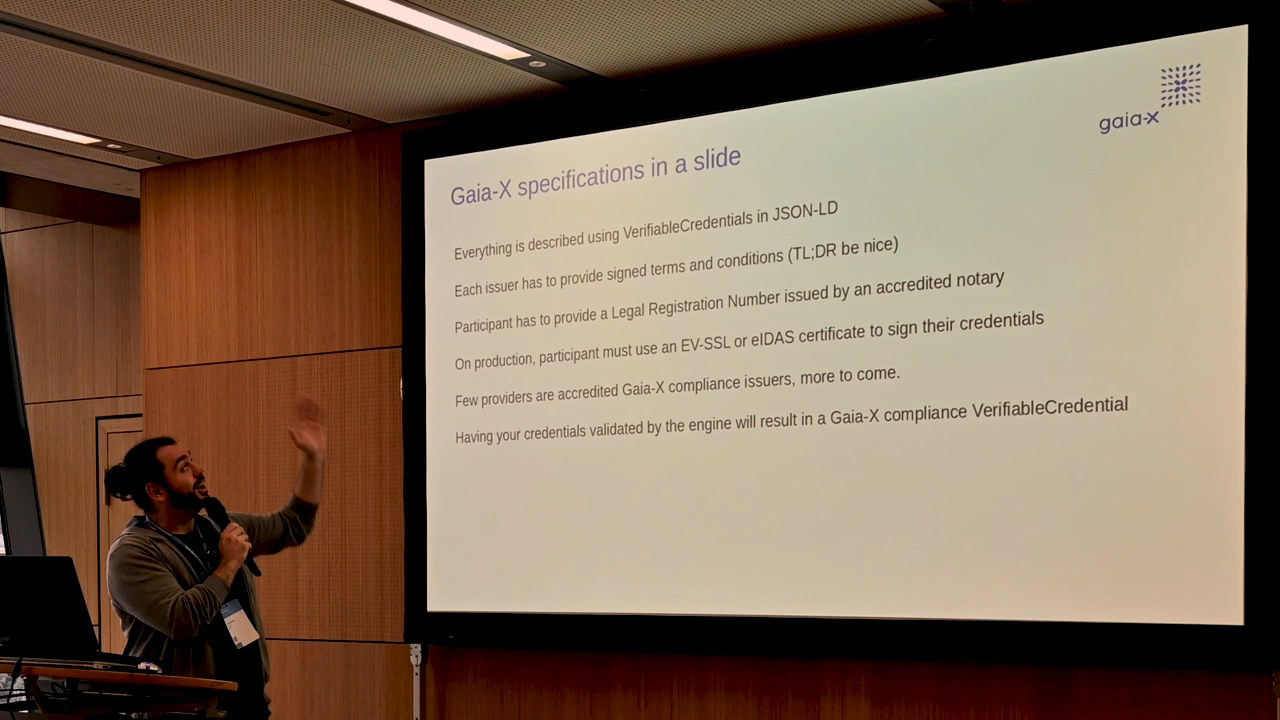 gaia-x
Gaia-X specifications in a slide
Everything is described using VerifiableCredentials in JSON-LD
Each issuer has to provide signed terms and conditions (TL;DR be nice)
Participant has to provide a Legal Registration Number issued by an accredited notary
On production, participant must use an EV-SSL or eIDAS certificate to sign their credentials
Few providers are accredited Gaia-X compliance issuers, more to come.
Having your credentials validated by the engine will result in a Gaia-X compliance VerifiableCredential